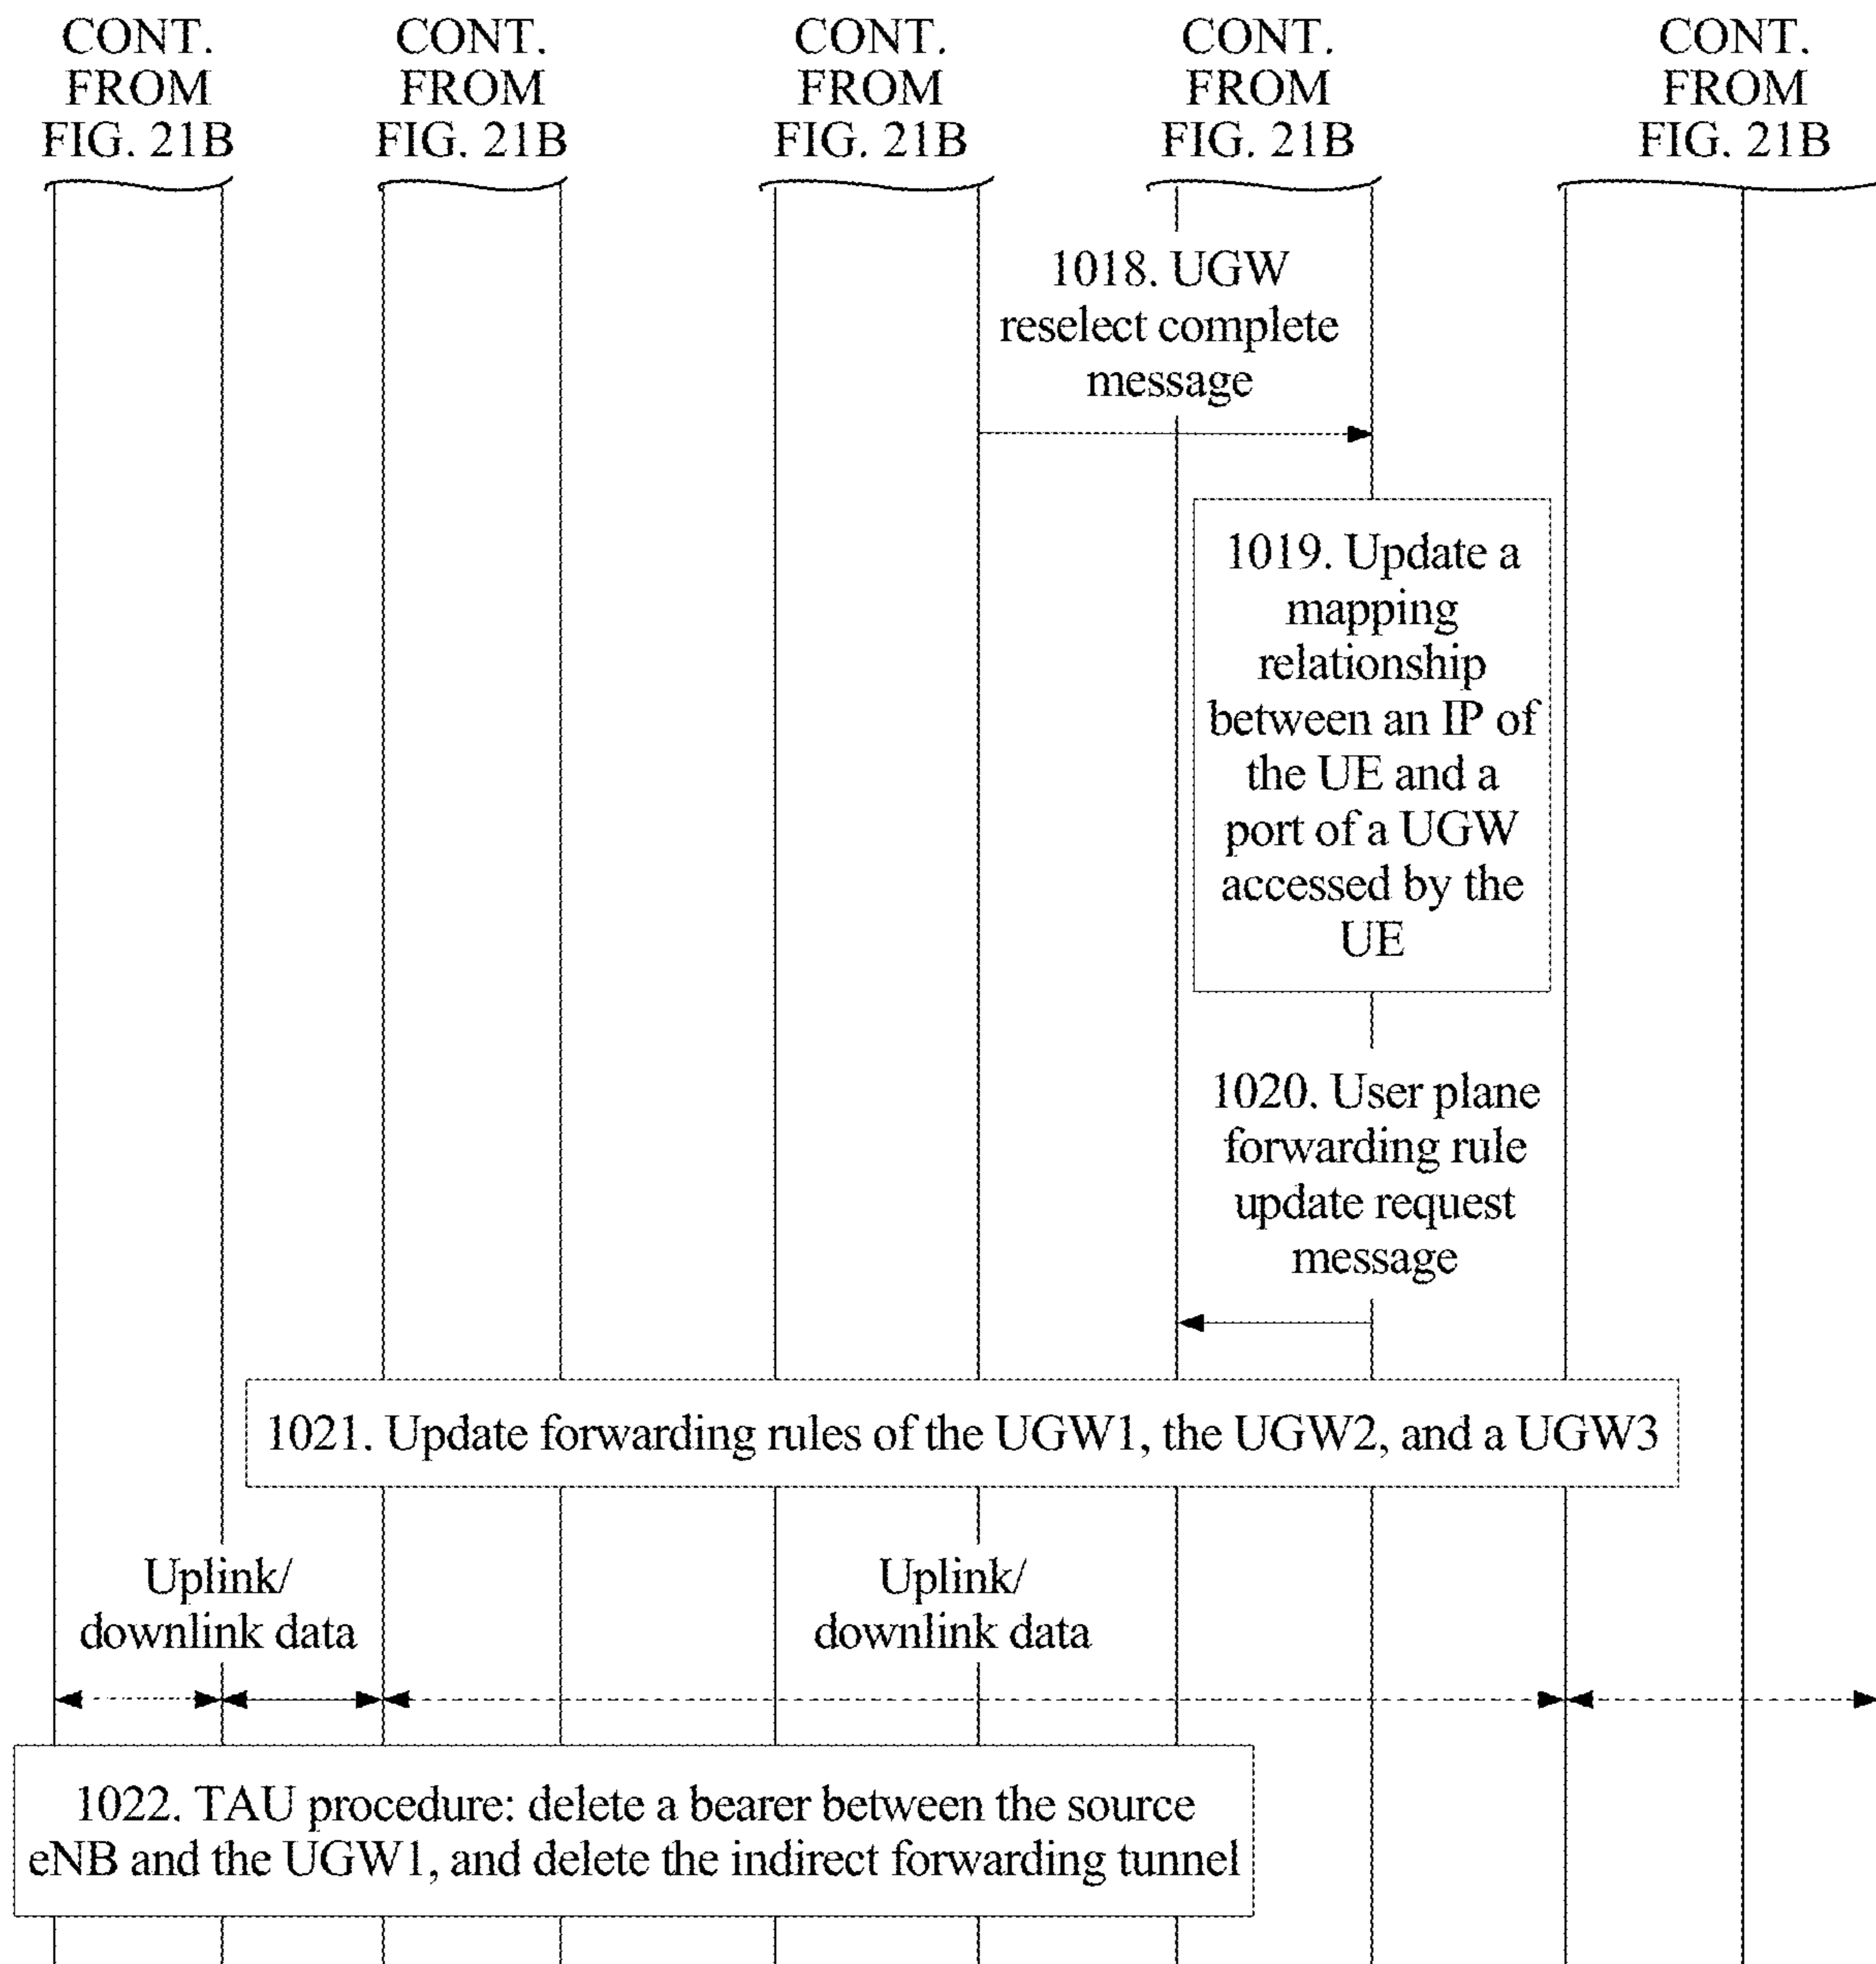 CONT.
FROM
FIG. 21B
CONT.
FROM
FIG. 21B
CONT.
FROM
FIG. 21B
CONT.
FROM
FIG. 21B
CONT.
FROM
FIG. 21B
1018. UGW
reselect complete
message
1019. Update a
mapping
relationship
between an IP of
the UE and a
port of a UGW
accessed by the
UE
1020. User plane
forwarding rule
update request
message
1021. Update forwarding rules of the UGW1, the UGW2, and a UGW3
Uplink/
downlink data
Uplink/
downlink data
1022. TAU procedure: delete a bearer between the source
eNB and the UGW1, and delete the indirect forwarding tunnel